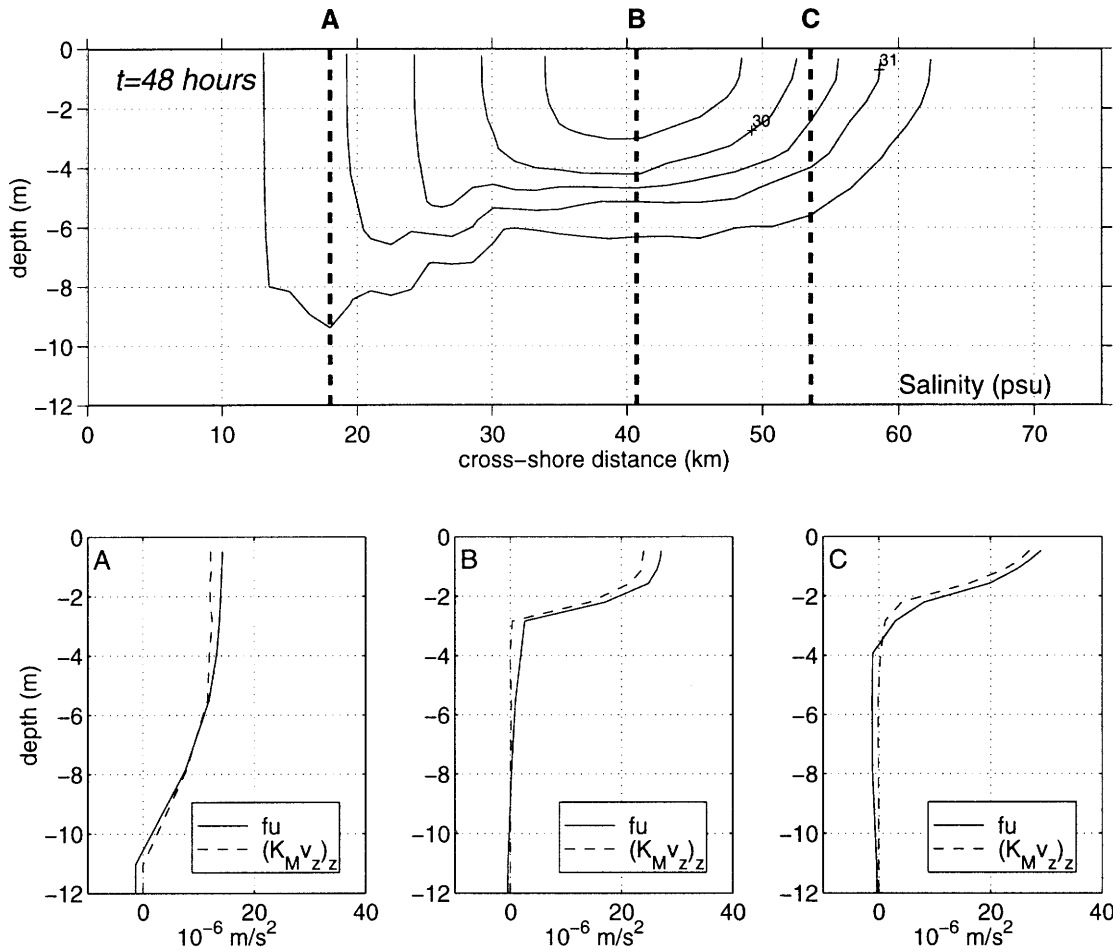 A B C
t=48 hours
31
30
Salinity (psu)
0
−2
−4
−6
−8
−10
−12
depth (m)
0 10 20 30 40 50 60 70
cross−shore distance (km)
A
0
−2
−4
−6
−8
−10
−12
depth (m)
fu
(K_M v_z)_z
0 20 40
10^−6 m/s^2
B
0
−2
−4
−6
−8
−10
−12
fu
(K_M v_z)_z
0 20 40
10^−6 m/s^2
C
0
−2
−4
−6
−8
−10
−12
fu
(K_M v_z)_z
0 20 40
10^−6 m/s^2